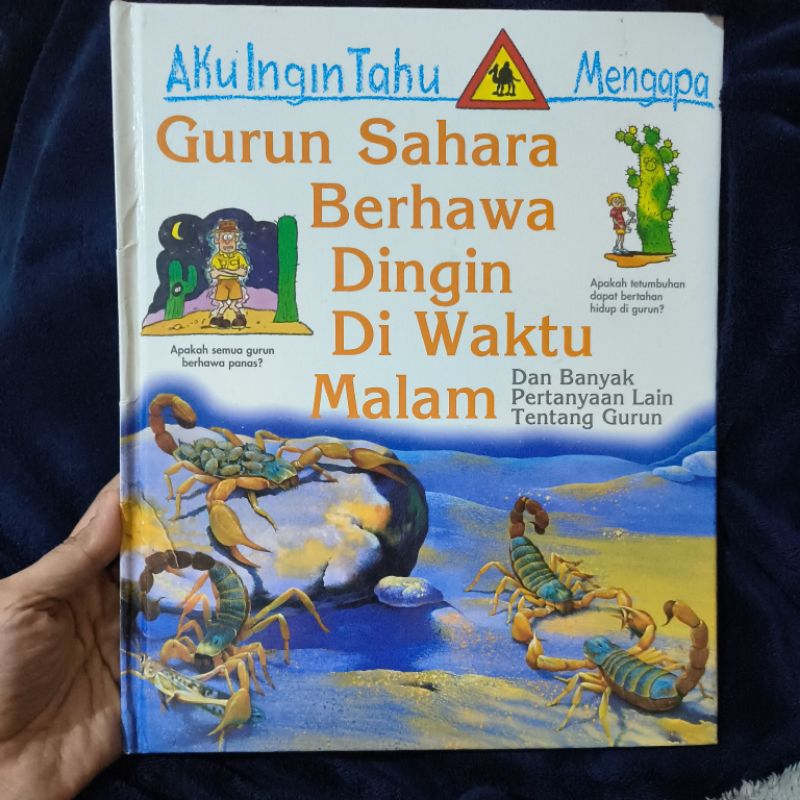 Aku Ingin Tahu Mengapa
Gurun Sahara
Berhawa
Dingin
Di Waktu
Malam
Dan Banyak
Pertanyaan Lain
Tentang Gurun
Apakah semua gurun
berhawa panas?
Apakah tetumbuhan
dapat bertahan
hidup di gurun?